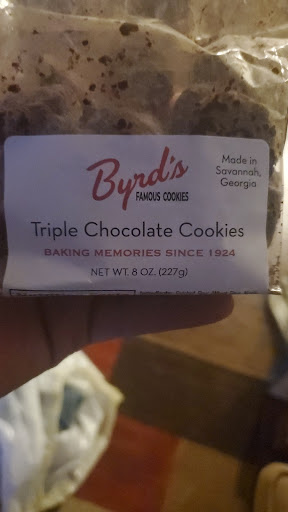 Byrd's
FAMOUS COOKIES
Made in
Savannah,
Georgia
Triple Chocolate Cookies
BAKING MEMORIES SINCE 1924
NET WT. 8 OZ. (227g)